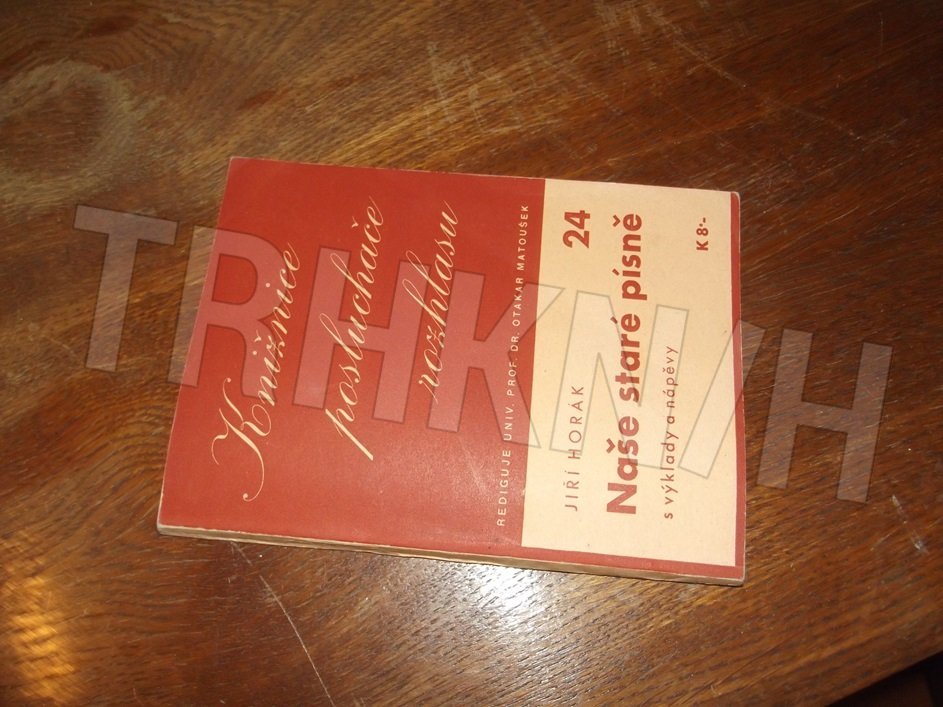 Knižnice
posluchače
rozhlasu
REDIGUJE UNIV. PROF. DR. OTAKAR MATOUŠEK
JIŘÍ HORÁK 24
Naše staré písně
s výklady a nápěvy
K 8·-
TRHKNIH